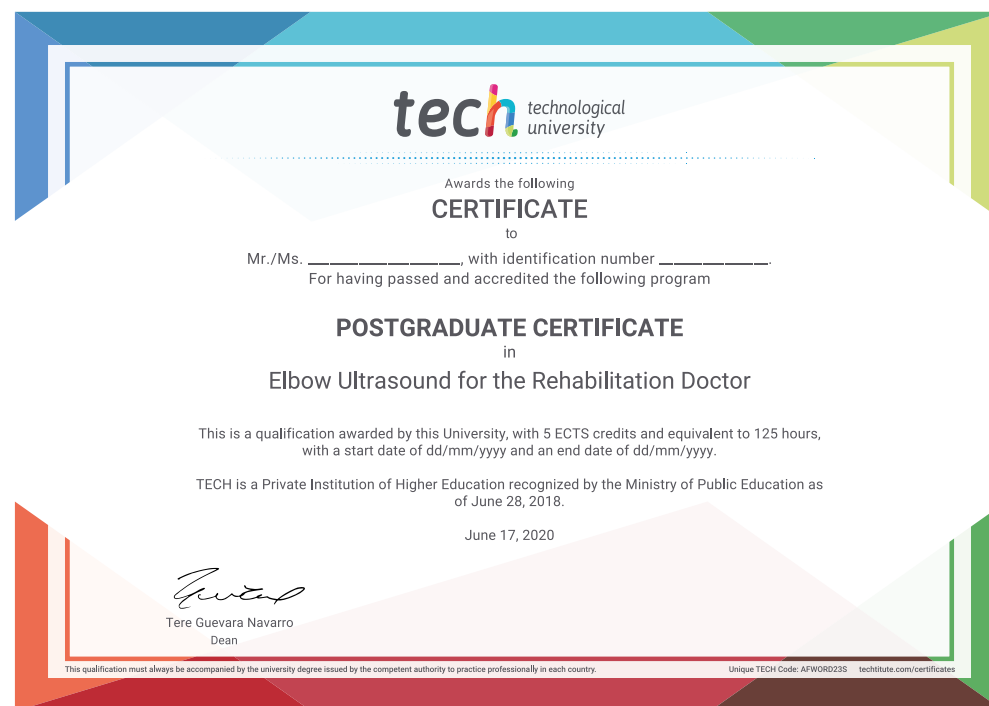 tech technological
university
Awards the following
CERTIFICATE
to
Mr./Ms. ____________________, with identification number ______________.
For having passed and accredited the following program
POSTGRADUATE CERTIFICATE
in
Elbow Ultrasound for the Rehabilitation Doctor
This is a qualification awarded by this University, with 5 ECTS credits and equivalent to 125 hours,
with a start date of dd/mm/yyyy and an end date of dd/mm/yyyy.
TECH is a Private Institution of Higher Education recognized by the Ministry of Public Education as
of June 28, 2018.
June 17, 2020
Tere Guevara Navarro
Dean
This qualification must always be accompanied by the university degree issued by the competent authority to practice professionally in each country. Unique TECH Code: AFWORD23S techtitute.com/certificates